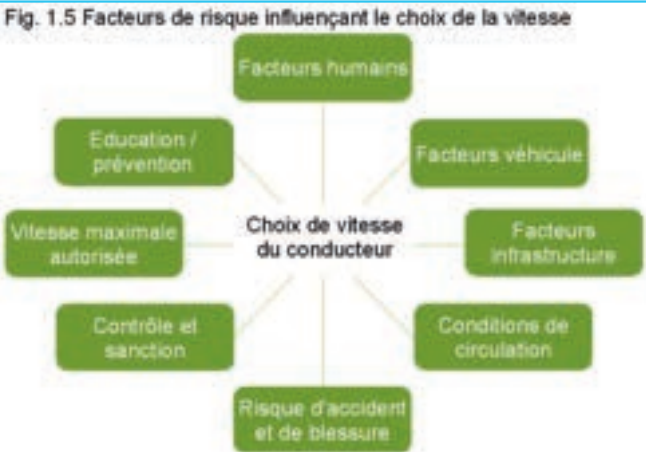 Fig. 1.5 Facteurs de risque influençant le choix de la vitesse
Facteurs humains
Education /
prévention
Facteurs véhicule
Vitesse maximale
autorisée
Choix de vitesse
du conducteur
Facteurs
infrastructure
Contrôle et
sanction
Conditions de
circulation
Risque d'accident
et de blessure